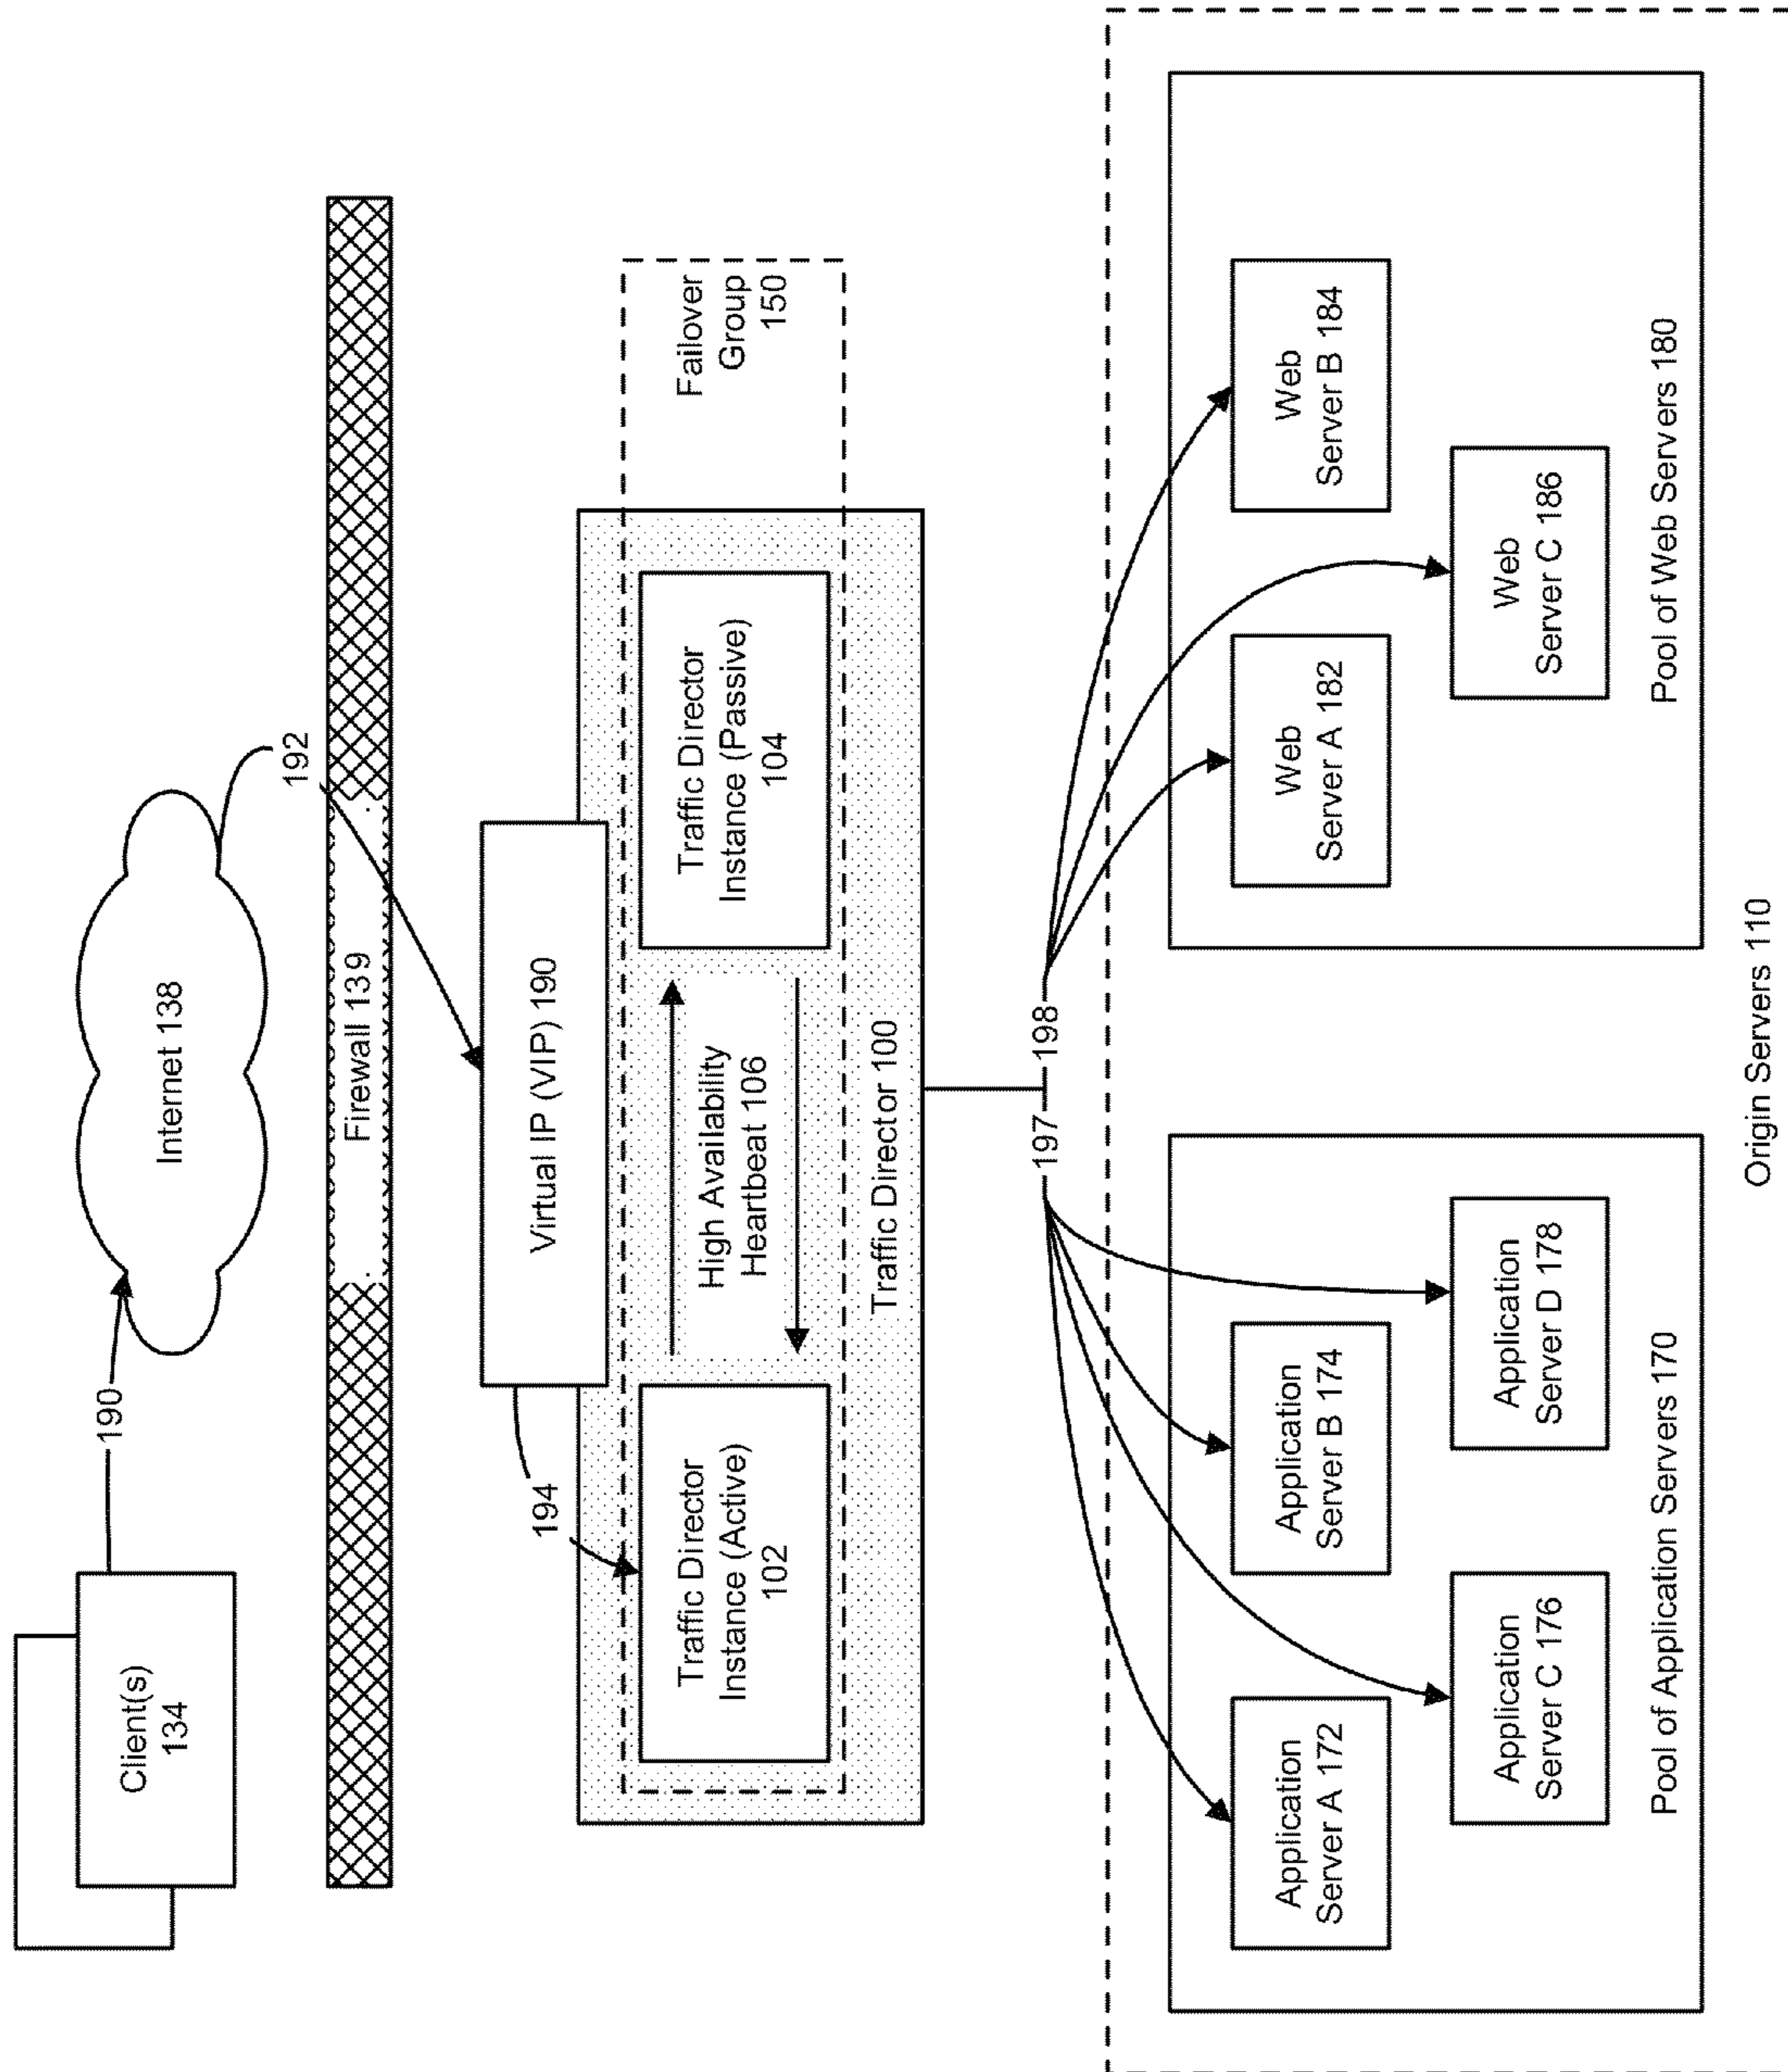 Client(s)
134
190
Internet 138
192
Firewall 139
Virtual IP (VIP) 190
194
Traffic Director
Instance (Active)
102
High Availability
Heartbeat 106
Traffic Director
Instance (Passive)
104
Failover
Group
150
Traffic Director 100
197
198
Application
Server A 172
Application
Server B 174
Application
Server C 176
Application
Server D 178
Pool of Application Servers 170
Web
Server A 182
Web
Server B 184
Web
Server C 186
Pool of Web Servers 180
Origin Servers 110